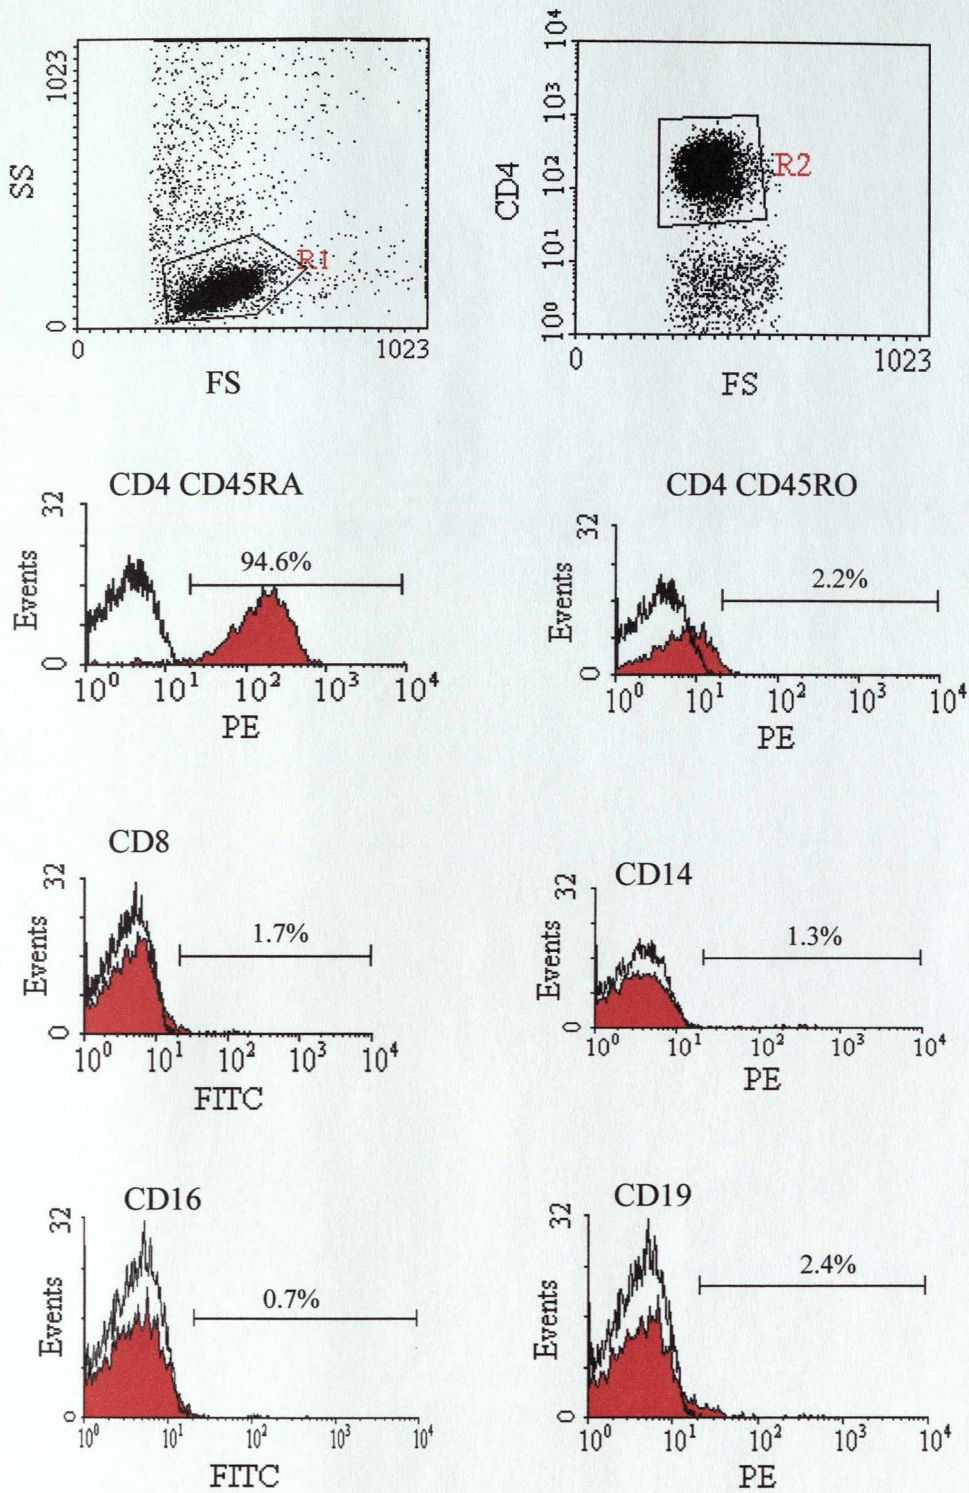 1023
SS
0
R1
0
1023
FS
10⁴
10³
10²
10¹
10⁰
CD4
R2
0
1023
FS
CD4 CD45RA
32
Events
0
94.6%
10⁰ 10¹ 10² 10³ 10⁴
PE
CD4 CD45RO
32
Events
0
2.2%
10⁰ 10¹ 10² 10³ 10⁴
PE
CD8
32
Events
0
1.7%
10⁰ 10¹ 10² 10³ 10⁴
FITC
CD14
32
Events
0
1.3%
10⁰ 10¹ 10² 10³ 10⁴
PE
CD16
32
Events
0
0.7%
10⁰ 10¹ 10² 10³ 10⁴
FITC
CD19
32
Events
0
2.4%
10⁰ 10¹ 10² 10³ 10⁴
PE